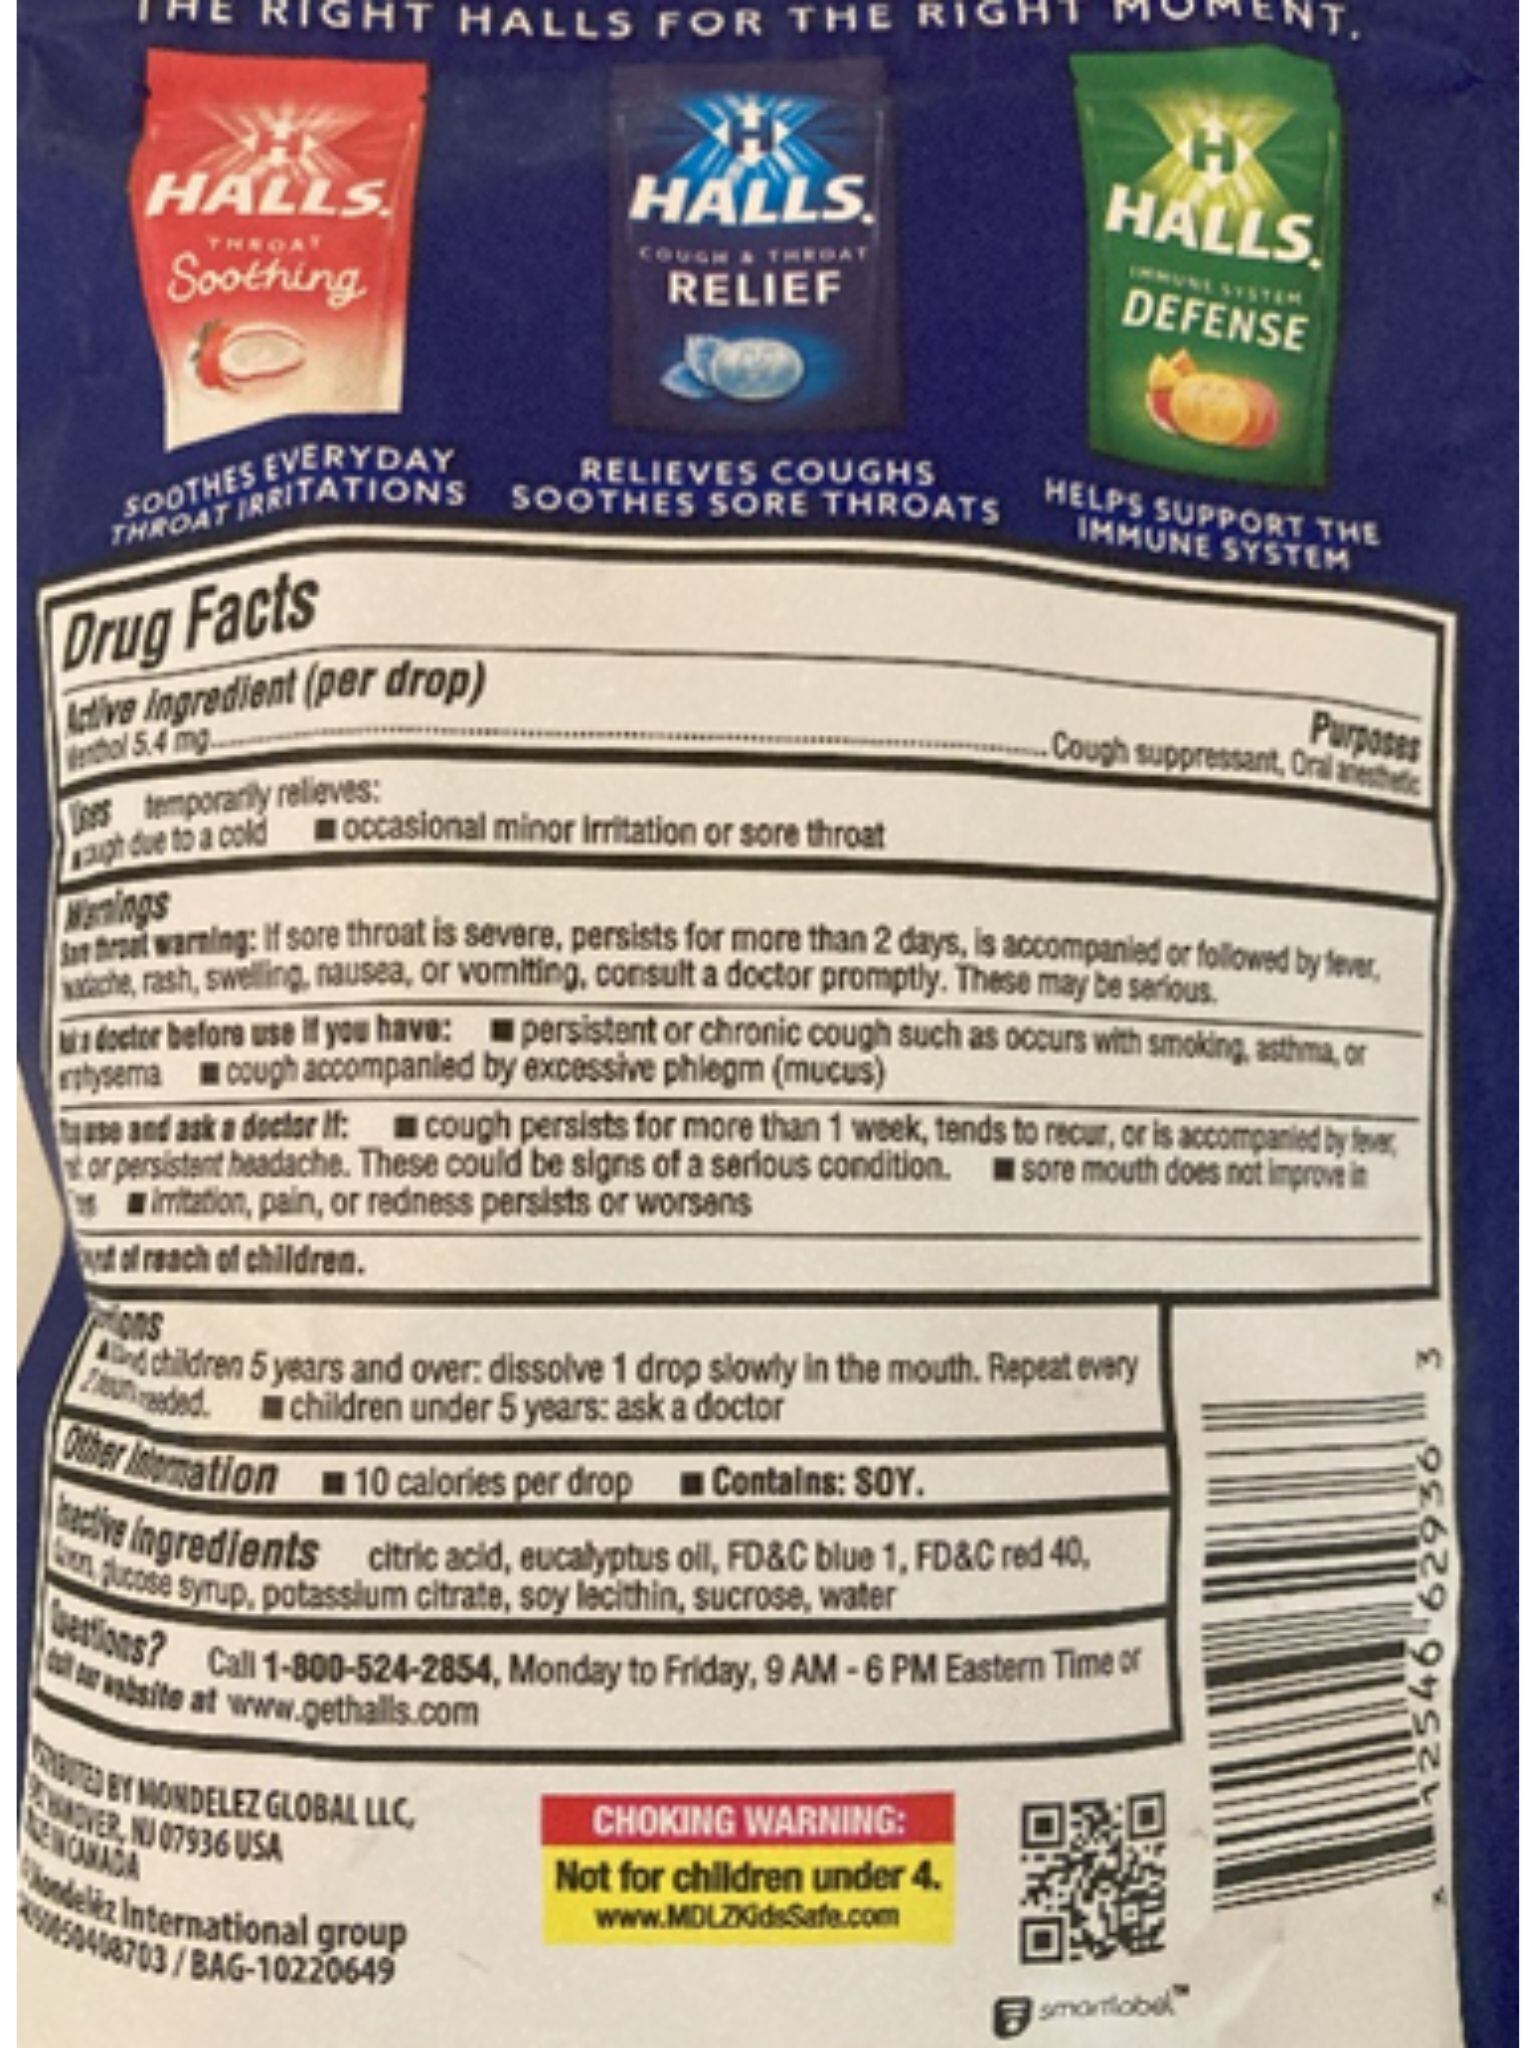 THE RIGHT HALLS FOR THE RIGHT MOMENT.
HALLS.
THROAT
Soothing
SOOTHES EVERYDAY
THROAT IRRITATIONS
HALLS.
COUGH & THROAT
RELIEF
RELIEVES COUGHS
SOOTHES SORE THROATS
HALLS.
IMMUNE SYSTEM
DEFENSE
HELPS SUPPORT THE
IMMUNE SYSTEM
Drug Facts
Active ingredient (per drop) Purposes
Menthol 5.4 mg Cough suppressant, Oral anesthetic
Uses temporarily relieves:
■ cough due to a cold ■ occasional minor irritation or sore throat
Warnings
Sore throat warning: If sore throat is severe, persists for more than 2 days, is accompanied or followed by fever,
headache, rash, swelling, nausea, or vomiting, consult a doctor promptly. These may be serious.
Ask a doctor before use if you have: ■ persistent or chronic cough such as occurs with smoking, asthma, or
emphysema ■ cough accompanied by excessive phlegm (mucus)
use and ask a doctor if: ■ cough persists for more than 1 week, tends to recur, or is accompanied by fever,
or persistent headache. These could be signs of a serious condition. ■ sore mouth does not improve in
■ irritation, pain, or redness persists or worsens
out of reach of children.
children 5 years and over: dissolve 1 drop slowly in the mouth. Repeat every
2 needed. ■ children under 5 years: ask a doctor
Other Information ■ 10 calories per drop ■ Contains: SOY.
Inactive ingredients citric acid, eucalyptus oil, FD&C blue 1, FD&C red 40,
flavors, glucose syrup, potassium citrate, soy lecithin, sucrose, water
Questions? Call 1-800-524-2854, Monday to Friday, 9 AM - 6 PM Eastern Time or
visit our website at www.gethalls.com
DISTRIBUTED BY MONDELEZ GLOBAL LLC,
HANOVER, NJ 07936 USA
IN CANADA
Mondelēz International group
/ BAG-10220649
CHOKING WARNING:
Not for children under 4.
www.MDLZKidsSafe.com
smartlabel™
3 12546 62936 3